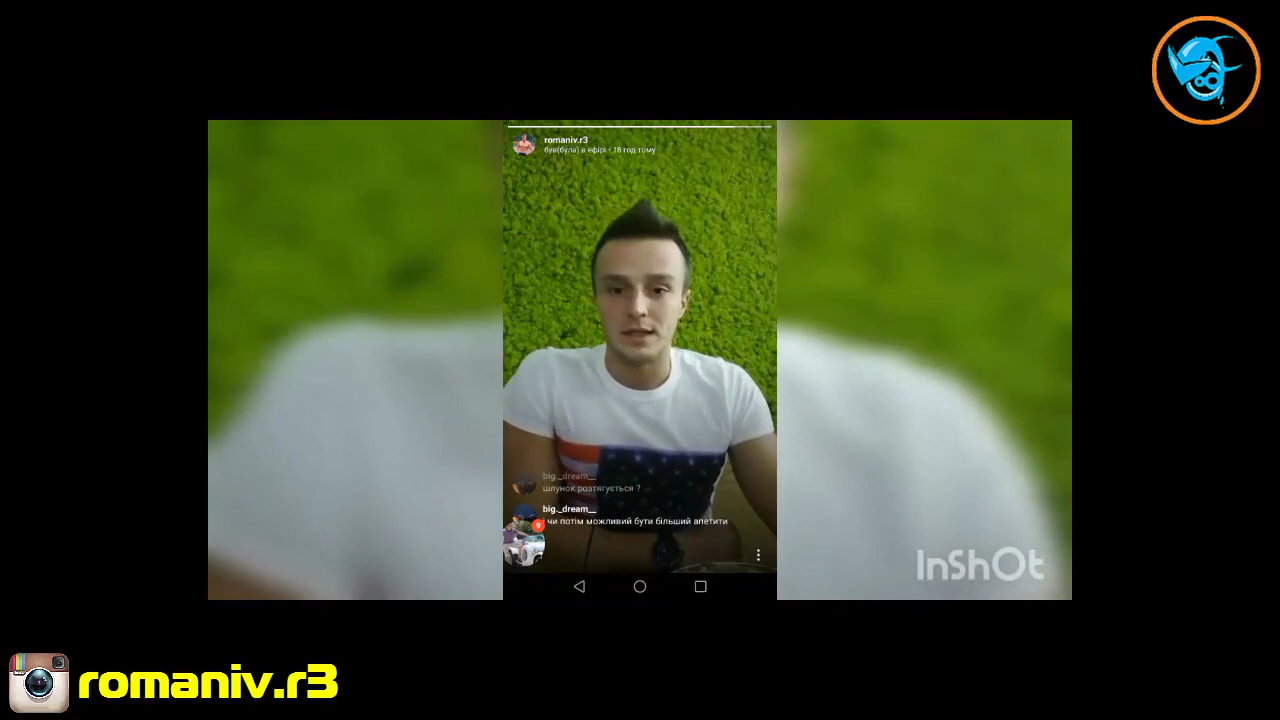 romaniv.r3
був(була) в ефірі • 18 год тому
big._dream__
шлунок розтягується ?
big._dream__
і чи потім можливий бути більший апетити
9
InShOt
romaniv.r3